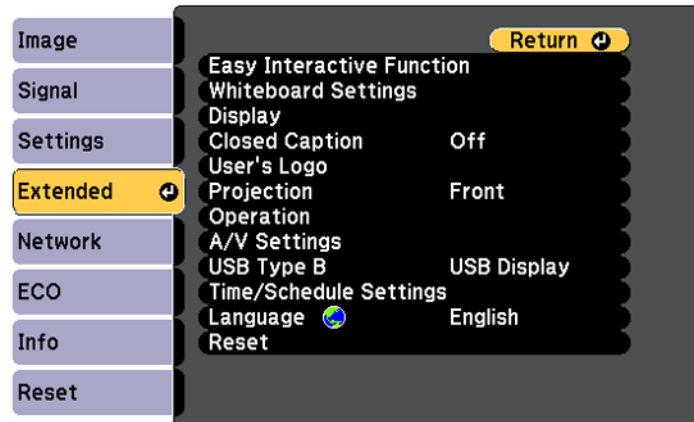 Image
Signal
Settings
Extended
Network
ECO
Info
Reset
Return
Easy Interactive Function
Whiteboard Settings
Display
Closed Caption Off
User's Logo
Projection Front
Operation
A/V Settings
USB Type B USB Display
Time/Schedule Settings
Language English
Reset